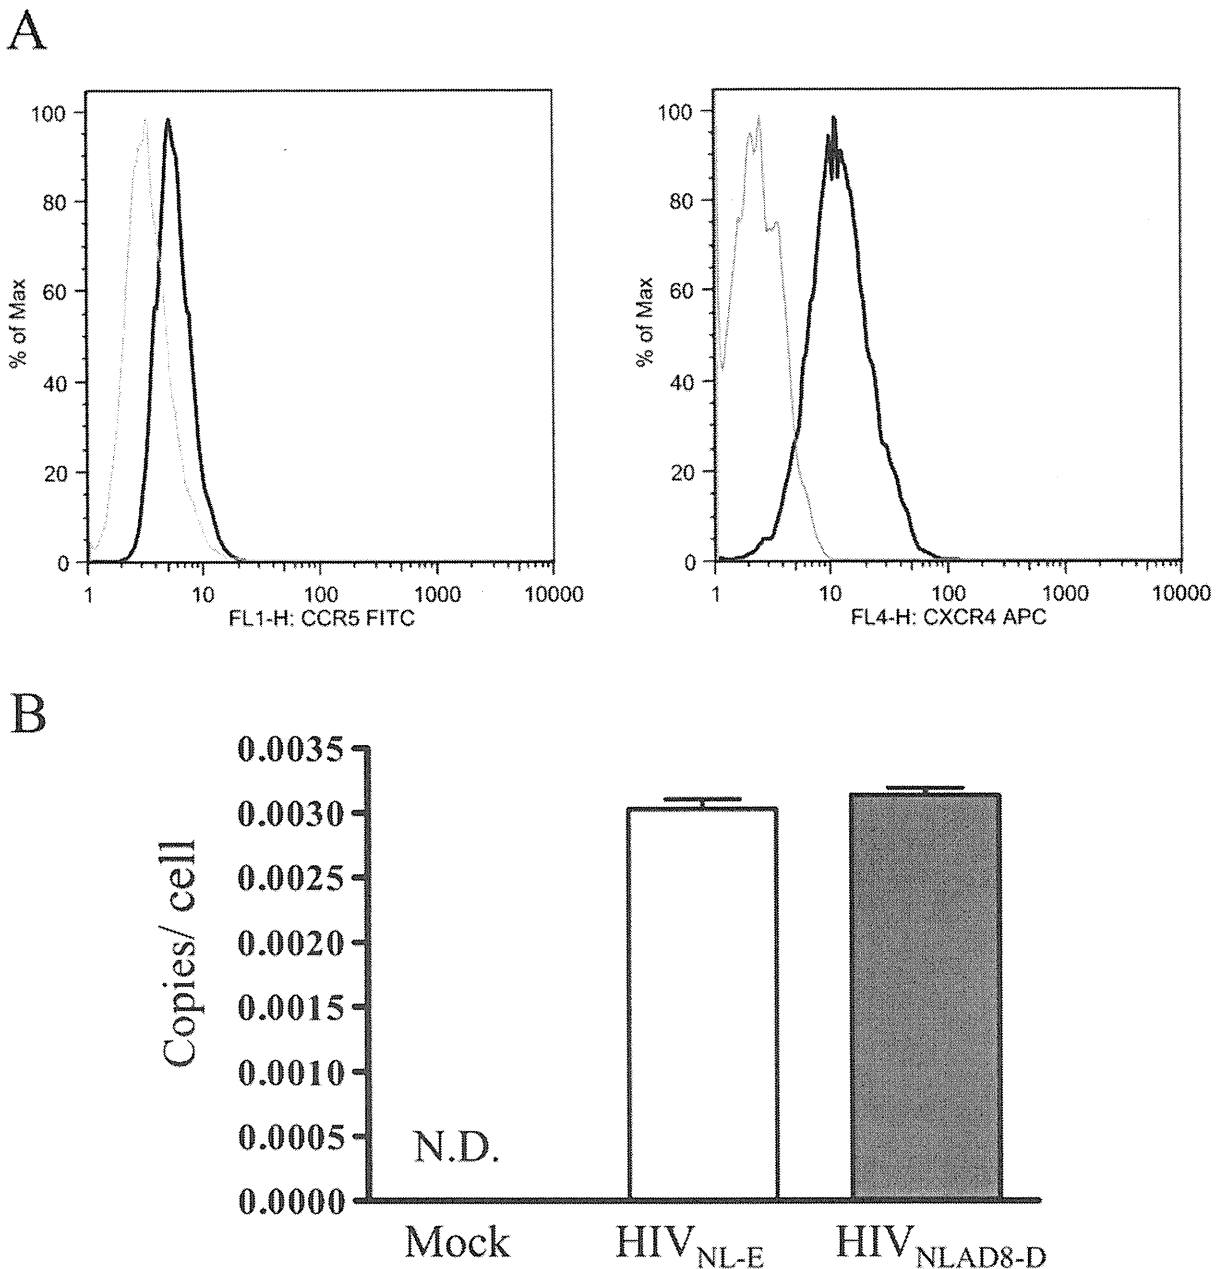 A
100
80
60
40
20
0
% of Max
1 10 100 1000 10000
FL1-H: CCR5 FITC
100
80
60
40
20
0
% of Max
1 10 100 1000 10000
FL4-H: CXCR4 APC
B
0.0035
0.0030
0.0025
0.0020
0.0015
0.0010
0.0005
0.0000
Copies/ cell
N.D.
Mock HIVNL-E HIVNLAD8-D